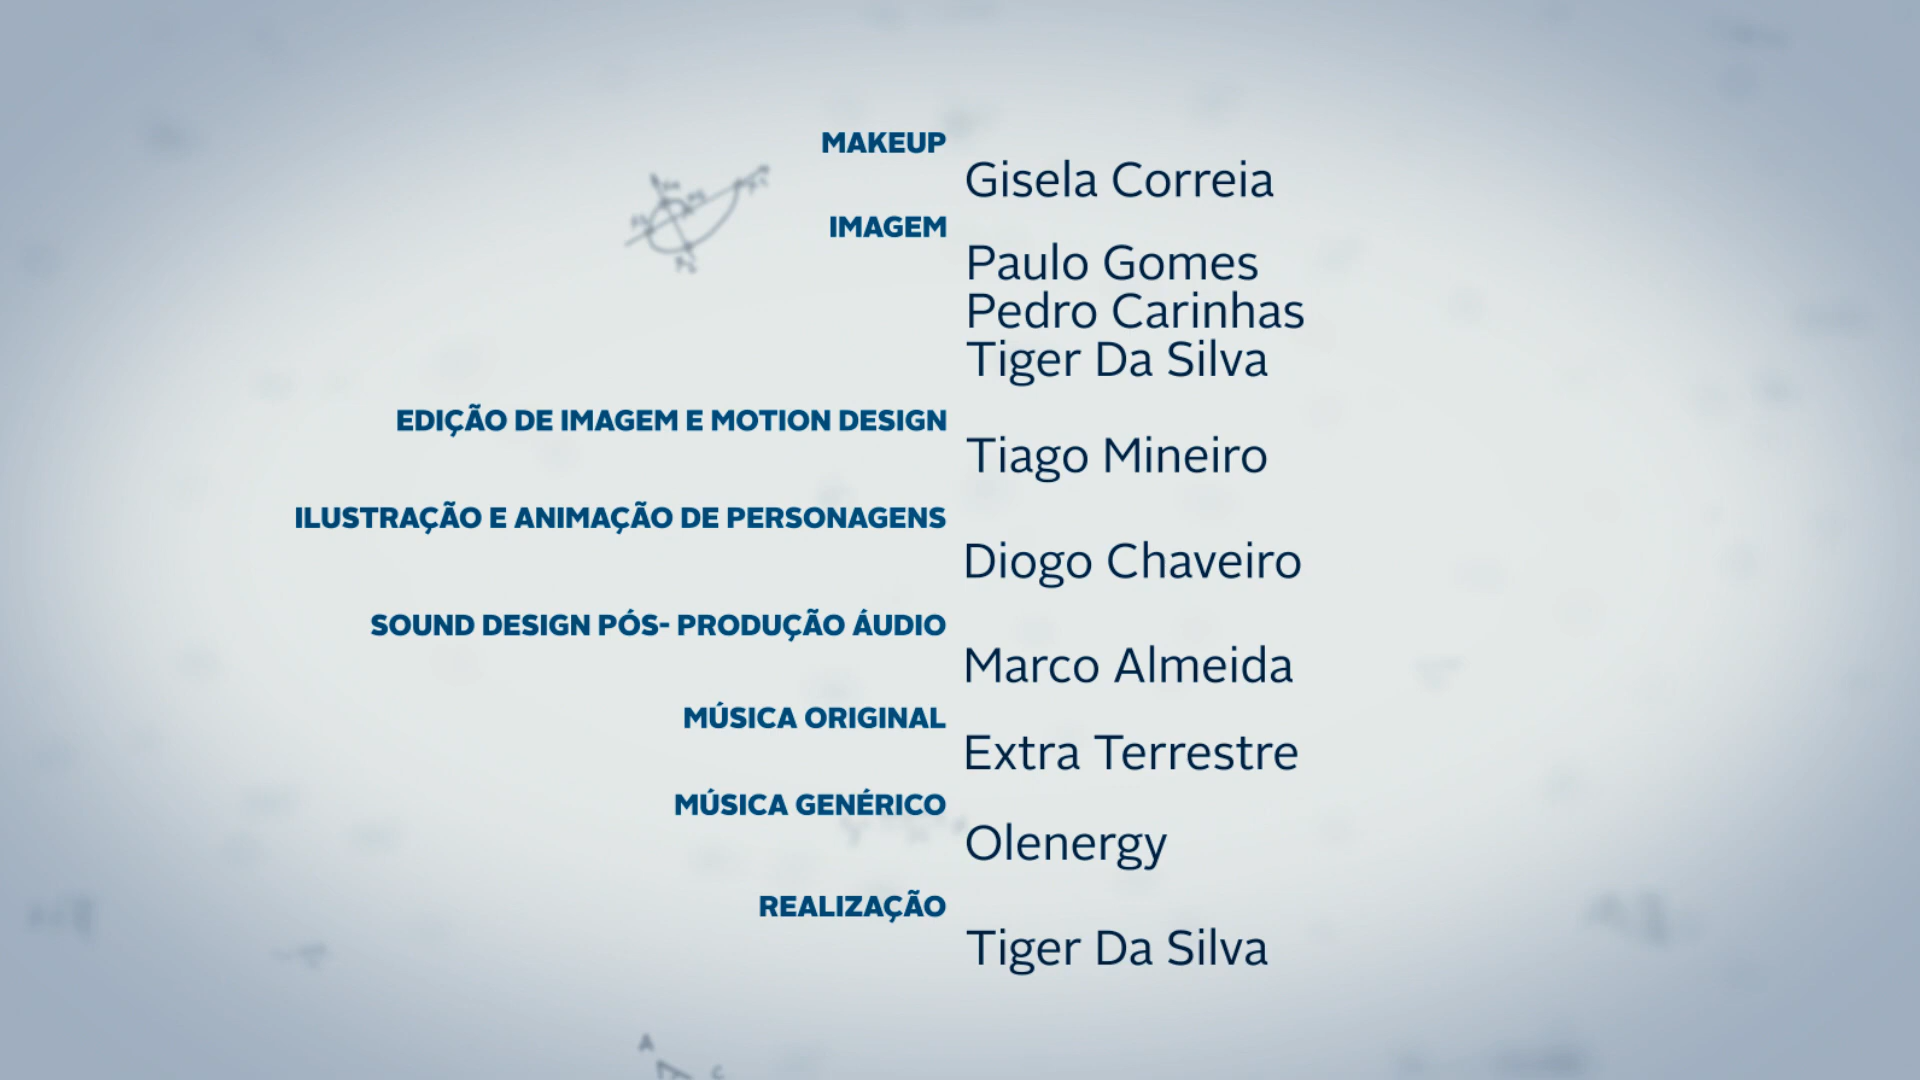 MAKEUP
Gisela Correia
IMAGEM
Paulo Gomes
Pedro Carinhas
Tiger Da Silva
EDIÇÃO DE IMAGEM E MOTION DESIGN
Tiago Mineiro
ILUSTRAÇÃO E ANIMAÇÃO DE PERSONAGENS
Diogo Chaveiro
SOUND DESIGN PÓS- PRODUÇÃO ÁUDIO
Marco Almeida
MÚSICA ORIGINAL
Extra Terrestre
MÚSICA GENÉRICO
Olenergy
REALIZAÇÃO
Tiger Da Silva
A
C